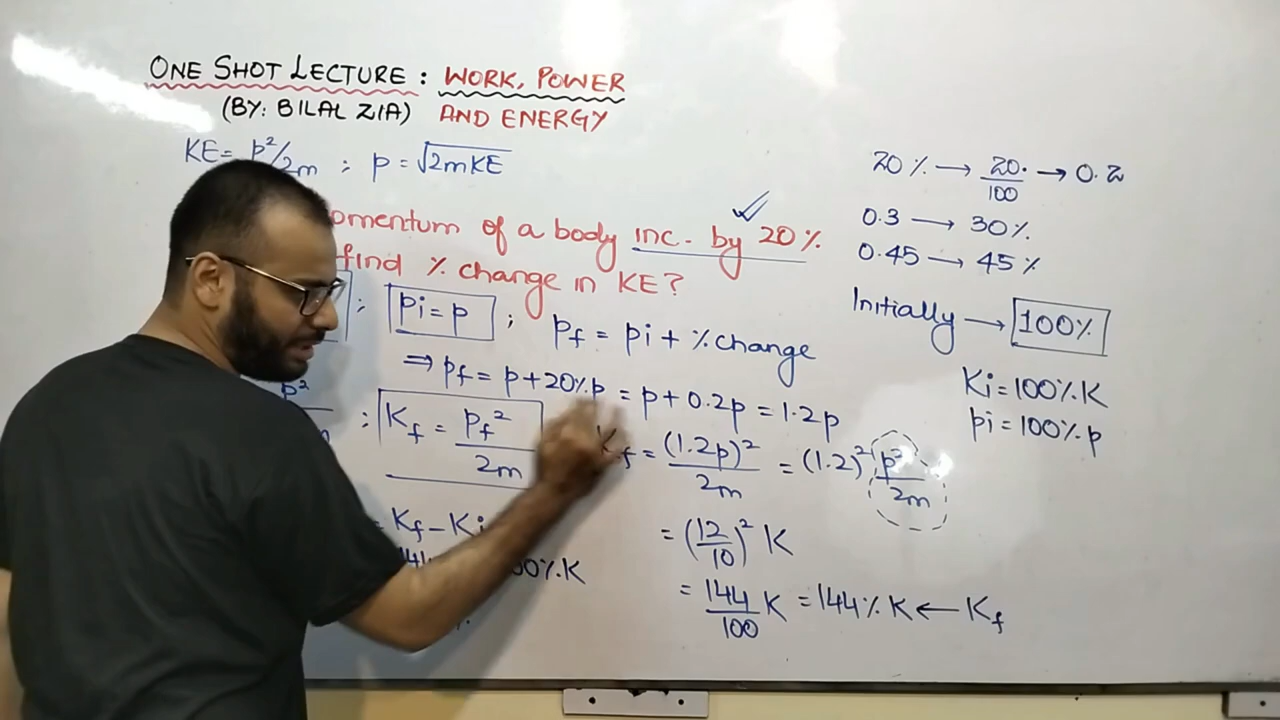 ONE SHOT LECTURE : WORK, POWER
(BY: BILAL ZIA) AND ENERGY
KE = p²/2m ; p = √2mKE
omentum of a body inc. by 20%
find % change in KE?
; pi = p ; pf = pi + % change
⇒ pf = p + 20% p = p + 0.2p = 1.2p
p²
; Kf = pf²/2m
Kf = (1.2p)²/2m = (1.2)² p²/2m
= Kf - Ki
= (12/10)² K
%.K
= 144/100 K = 144% K ← Kf
20% → 20/100 → 0.2
0.3 → 30%
0.45 → 45%
Initially → 100%
Ki = 100%.K
pi = 100%.p